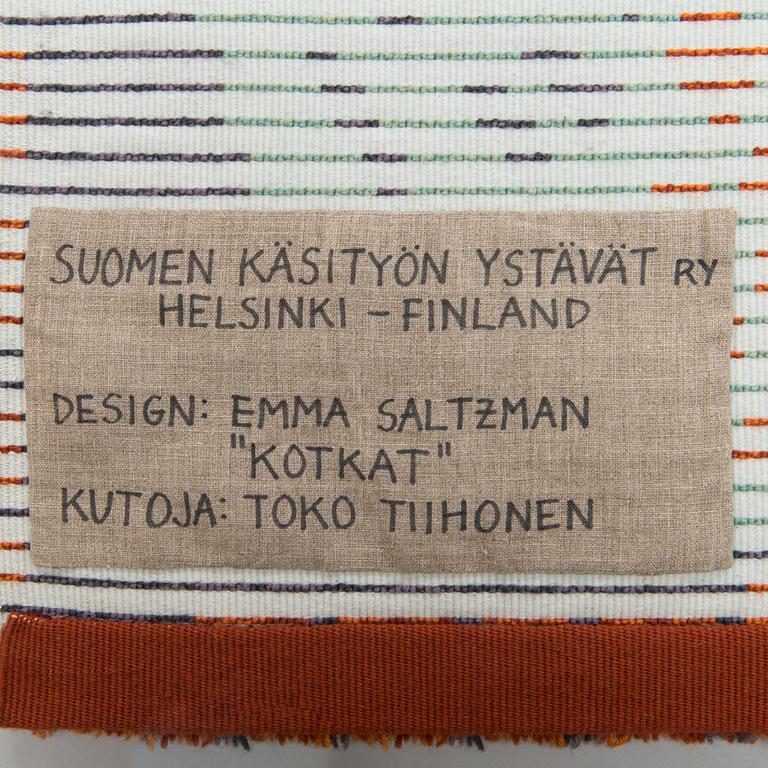 SUOMEN KÄSITYÖN YSTÄVÄT RY
HELSINKI – FINLAND
DESIGN: EMMA SALTZMAN
"KOTKAT"
KUTOJA: TOKO TIIHONEN